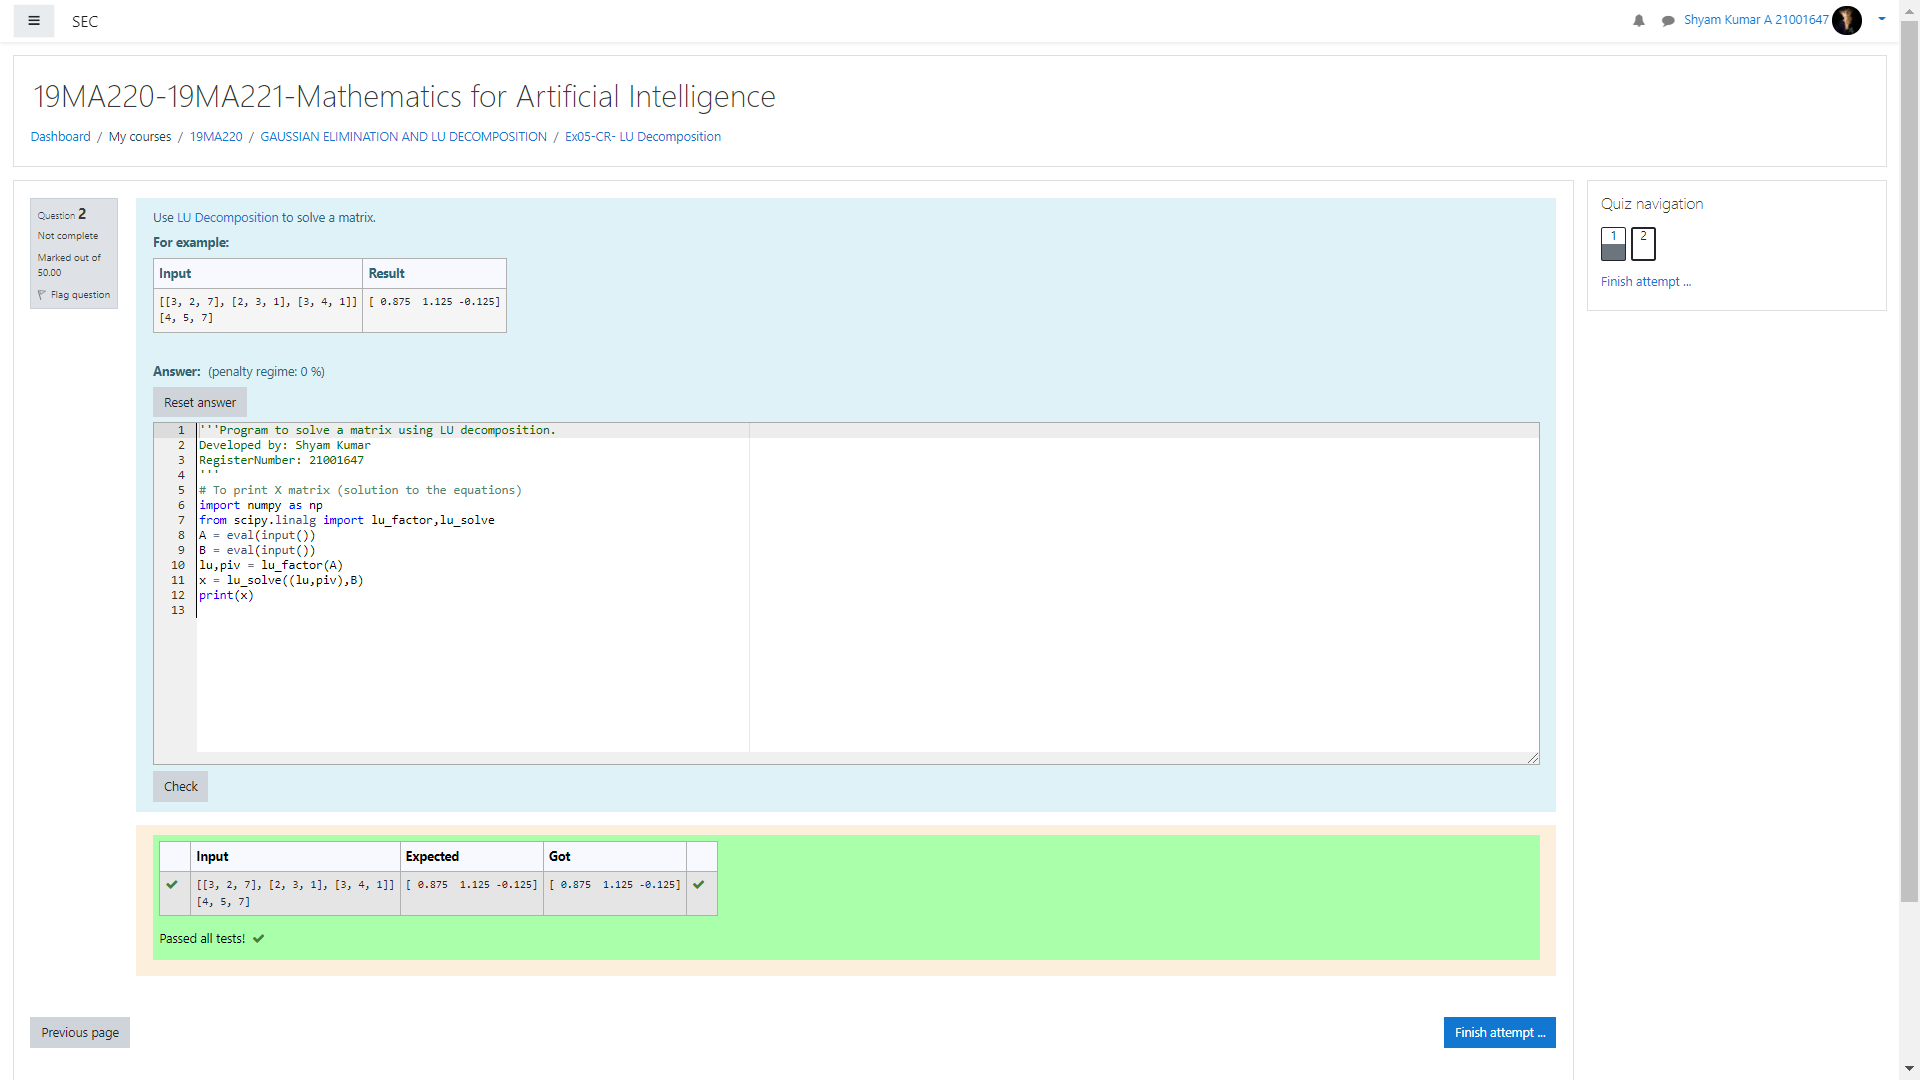 SEC
Shyam Kumar A 21001647
19MA220-19MA221-Mathematics for Artificial Intelligence
Dashboard / My courses / 19MA220 / GAUSSIAN ELIMINATION AND LU DECOMPOSITION / Ex05-CR- LU Decomposition
Question 2
Not complete
Marked out of
50.00
Flag question
Use LU Decomposition to solve a matrix.
For example:
Input Result
[[3, 2, 7], [2, 3, 1], [3, 4, 1]] [ 0.875  1.125 -0.125]
[4, 5, 7]
Answer: (penalty regime: 0 %)
Reset answer
1 '''Program to solve a matrix using LU decomposition.
2 Developed by: Shyam Kumar
3 RegisterNumber: 21001647
4 '''
5 # To print X matrix (solution to the equations)
6 import numpy as np
7 from scipy.linalg import lu_factor,lu_solve
8 A = eval(input())
9 B = eval(input())
10 lu,piv = lu_factor(A)
11 x = lu_solve((lu,piv),B)
12 print(x)
13
Check
Input Expected Got
[[3, 2, 7], [2, 3, 1], [3, 4, 1]] [ 0.875  1.125 -0.125] [ 0.875  1.125 -0.125]
[4, 5, 7]
Passed all tests!
Previous page
Finish attempt ...
Quiz navigation
1 2
Finish attempt ...